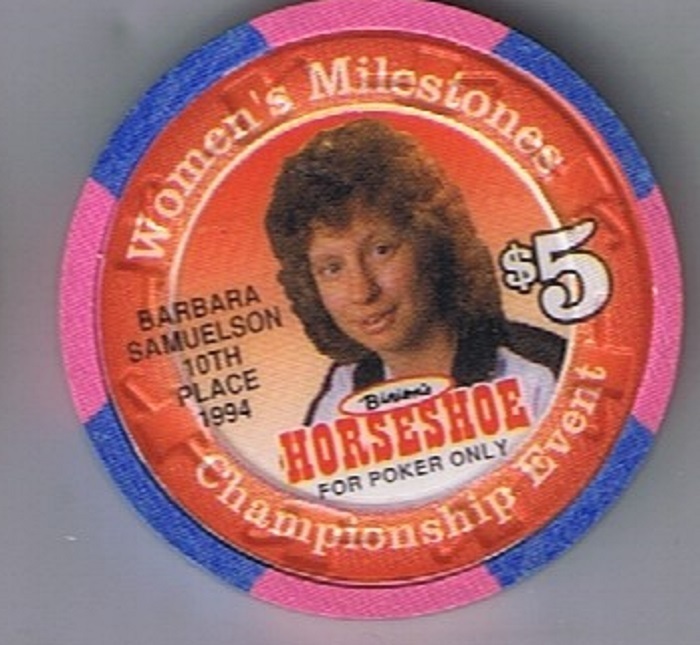 Women's Milestones
$5
BARBARA
SAMUELSON
10TH
PLACE
1994
Binion's
HORSESHOE
FOR POKER ONLY
Championship Event